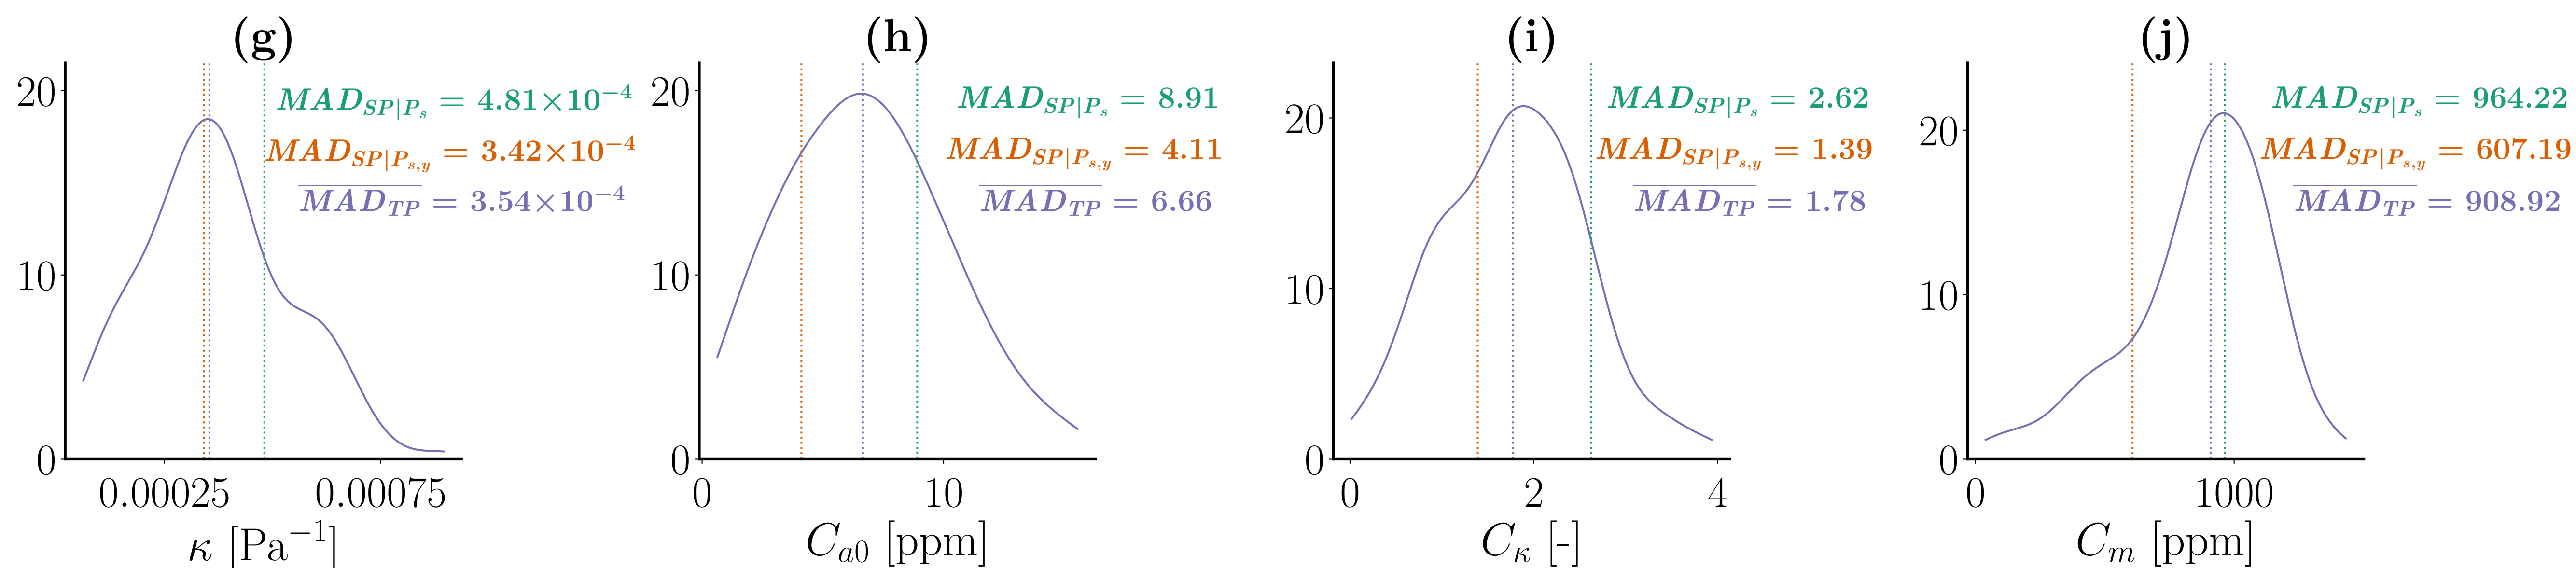 (g)
20
10
0
MAD_{SP|P_s} = 4.81×10^{−4}
MAD_{SP|P_{s,y}} = 3.42×10^{−4}
\overline{MAD_{TP}} = 3.54×10^{−4}
0.00025 0.00075
κ [Pa^{−1}]
(h)
20
10
0
MAD_{SP|P_s} = 8.91
MAD_{SP|P_{s,y}} = 4.11
\overline{MAD_{TP}} = 6.66
0 10
C_{a0} [ppm]
(i)
20
10
0
MAD_{SP|P_s} = 2.62
MAD_{SP|P_{s,y}} = 1.39
\overline{MAD_{TP}} = 1.78
0 2 4
C_κ [-]
(j)
20
10
0
MAD_{SP|P_s} = 964.22
MAD_{SP|P_{s,y}} = 607.19
\overline{MAD_{TP}} = 908.92
0 1000
C_m [ppm]